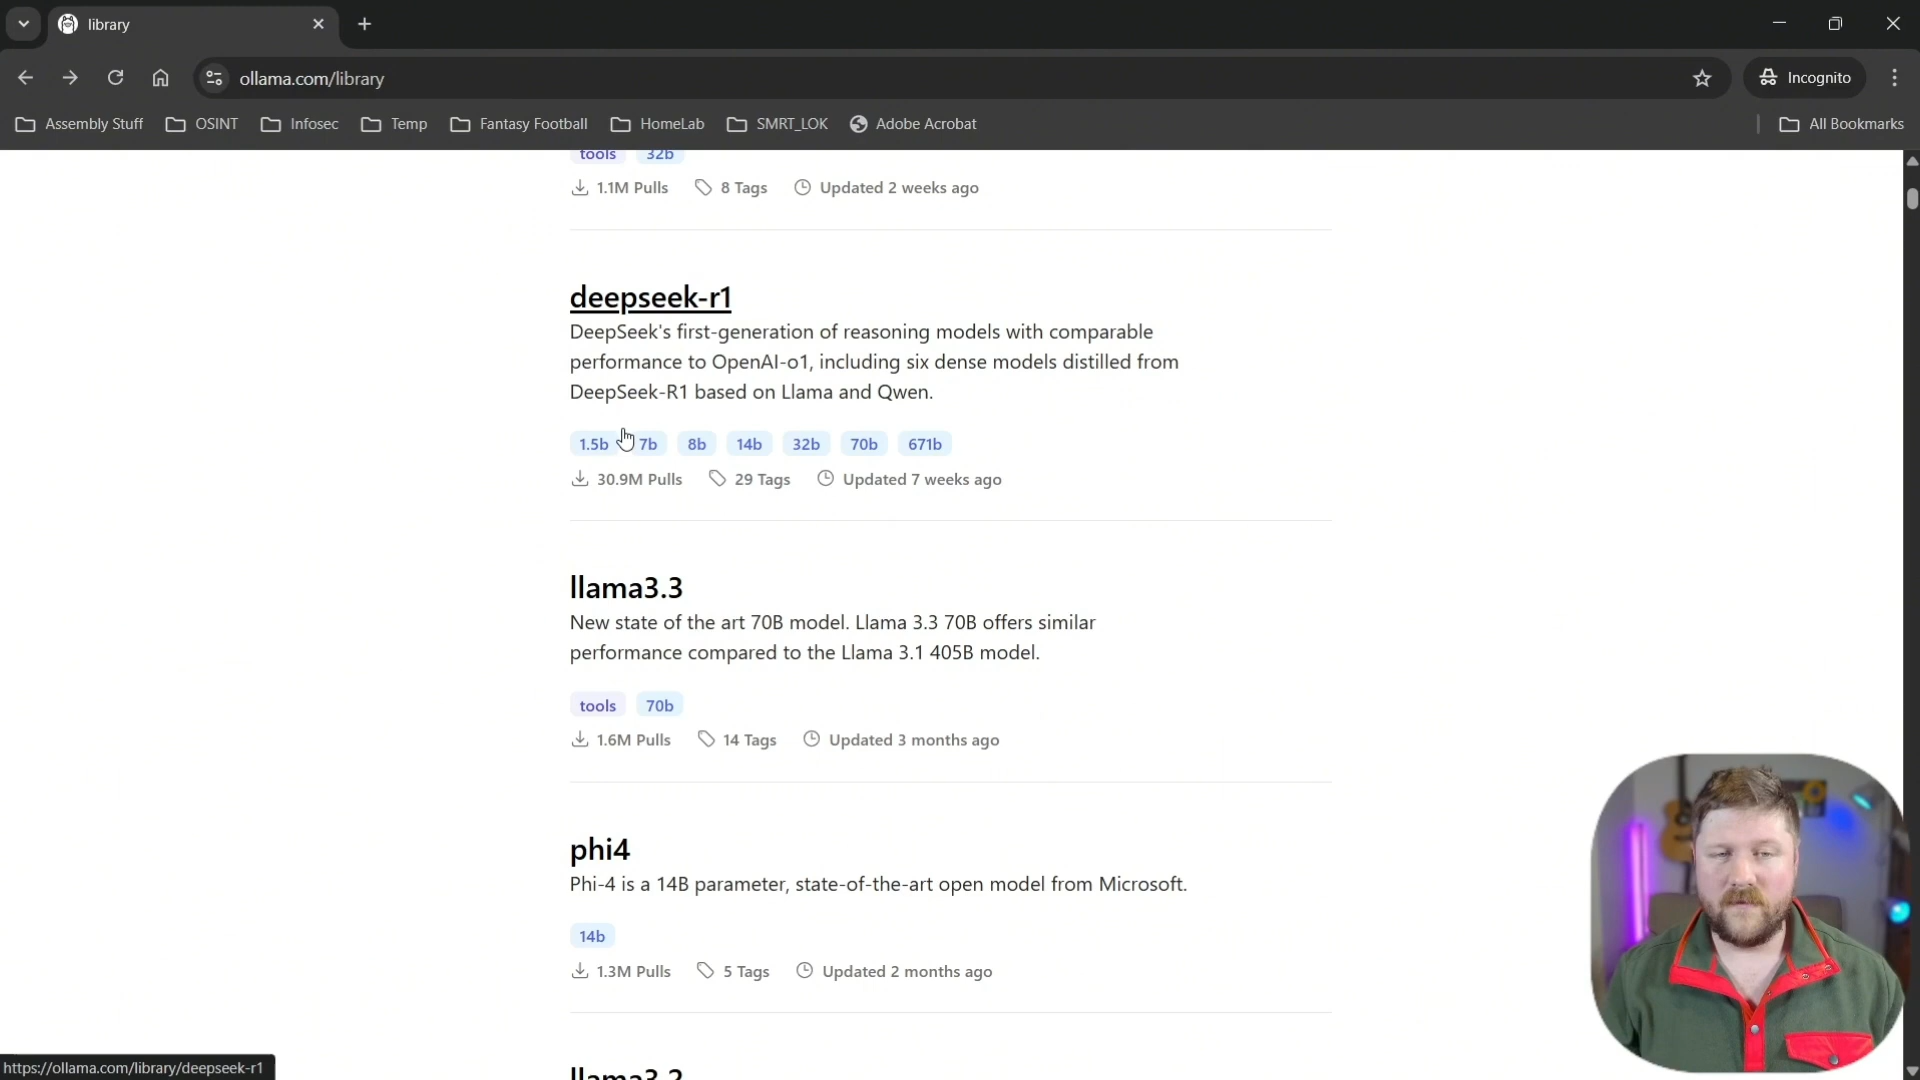 library
ollama.com/library
Incognito
Assembly Stuff
OSINT
Infosec
Temp
Fantasy Football
HomeLab
SMRT_LOK
Adobe Acrobat
All Bookmarks
tools 32b
1.1M Pulls 8 Tags Updated 2 weeks ago
deepseek-r1
DeepSeek's first-generation of reasoning models with comparable
performance to OpenAI-o1, including six dense models distilled from
DeepSeek-R1 based on Llama and Qwen.
1.5b 7b 8b 14b 32b 70b 671b
30.9M Pulls 29 Tags Updated 7 weeks ago
llama3.3
New state of the art 70B model. Llama 3.3 70B offers similar
performance compared to the Llama 3.1 405B model.
tools 70b
1.6M Pulls 14 Tags Updated 3 months ago
phi4
Phi-4 is a 14B parameter, state-of-the-art open model from Microsoft.
14b
1.3M Pulls 5 Tags Updated 2 months ago
llama3.2
https://ollama.com/library/deepseek-r1